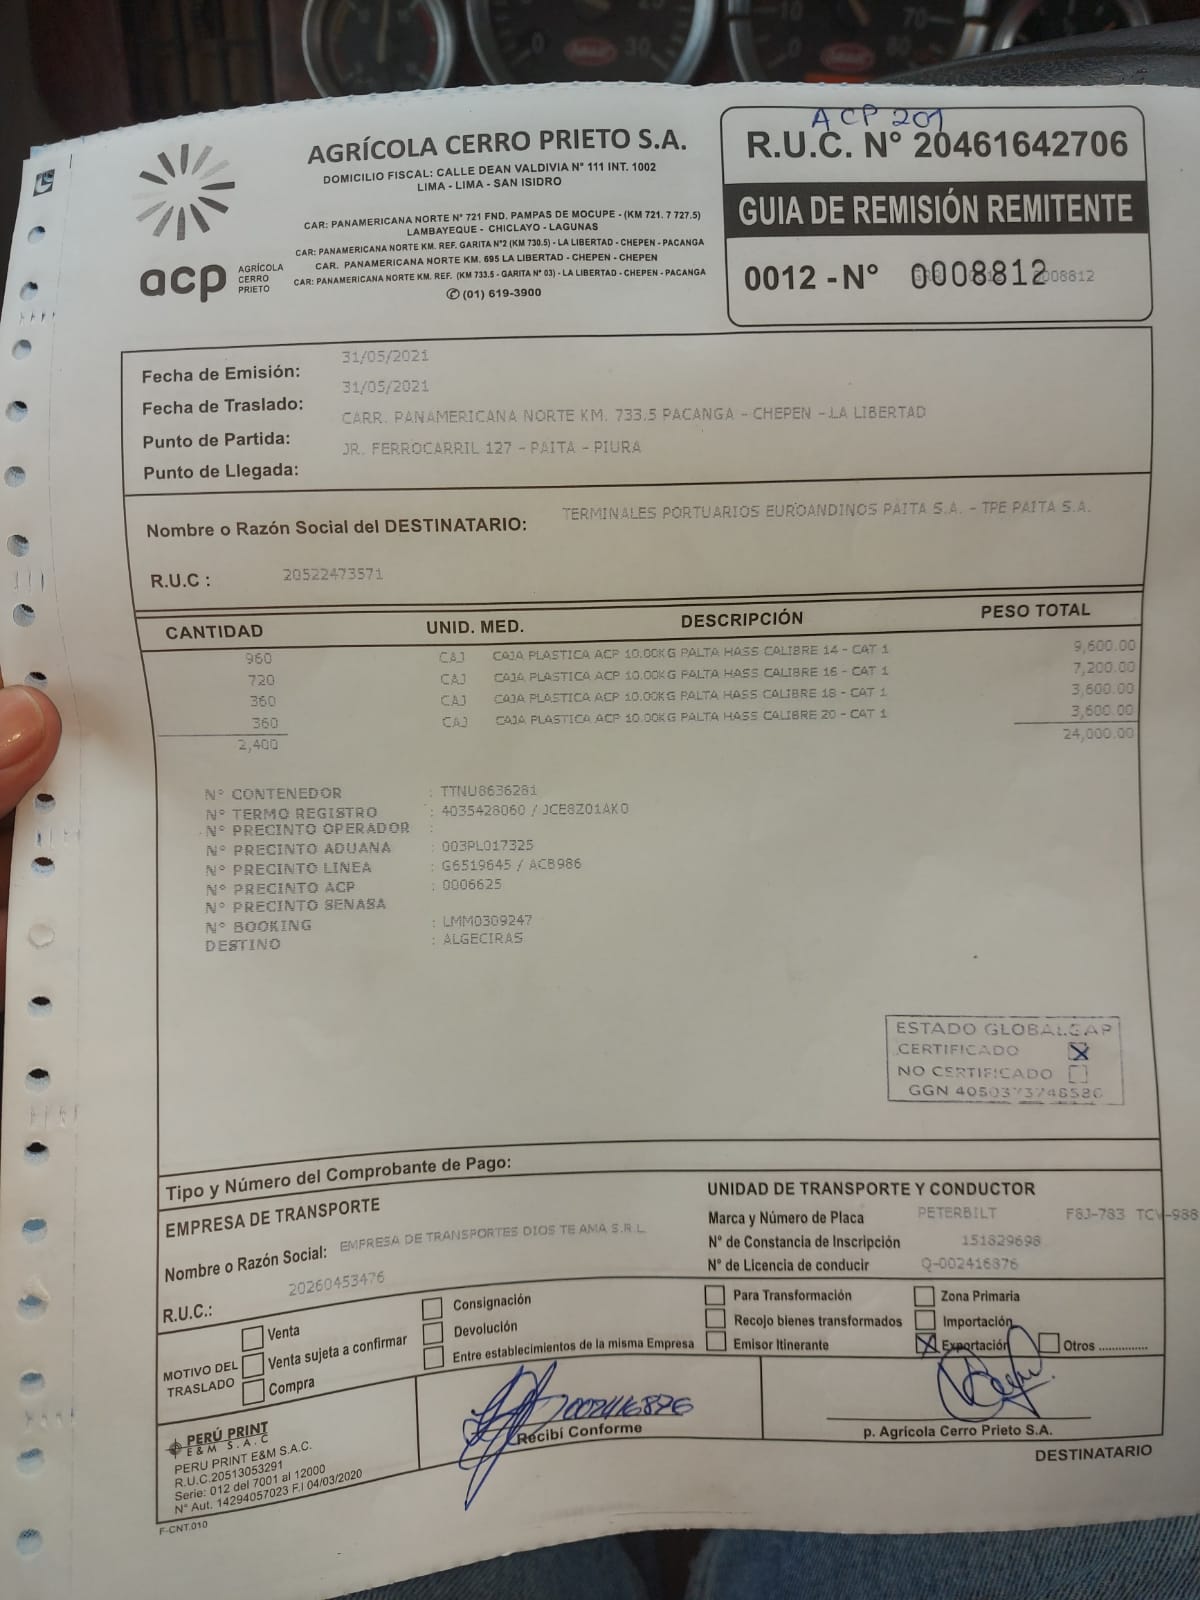 ACP 201
R.U.C. N° 20461642706
GUIA DE REMISIÓN REMITENTE
0012 - N° 0008812
AGRÍCOLA CERRO PRIETO S.A.
DOMICILIO FISCAL: CALLE DEAN VALDIVIA N° 111 INT. 1002
LIMA - LIMA - SAN ISIDRO
CAR: PANAMERICANA NORTE N° 721 FND. PAMPAS DE MOCUPE - (KM 721. 7 727.5)
LAMBAYEQUE - CHICLAYO - LAGUNAS
CAR: PANAMERICANA NORTE KM. REF. GARITA N°2 (KM 730.5) - LA LIBERTAD - CHEPEN - PACANGA
CAR. PANAMERICANA NORTE KM. 695 LA LIBERTAD - CHEPEN - CHEPEN
CAR: PANAMERICANA NORTE KM. REF. (KM 733.5 - GARITA N° 03) - LA LIBERTAD - CHEPEN - PACANGA
(01) 619-3900
acp AGRÍCOLA
CERRO
PRIETO
Fecha de Emisión: 31/05/2021
Fecha de Traslado: 31/05/2021
Punto de Partida: CARR. PANAMERICANA NORTE KM. 733.5 PACANGA - CHEPEN - LA LIBERTAD
Punto de Llegada: JR. FERROCARRIL 127 - PAITA - PIURA
Nombre o Razón Social del DESTINATARIO: TERMINALES PORTUARIOS EUROANDINOS PAITA S.A. - TPE PAITA S.A.
R.U.C : 20522473571
CANTIDAD UNID. MED. DESCRIPCIÓN PESO TOTAL
960 CAJ CAJA PLASTICA ACP 10.00KG PALTA HASS CALIBRE 14 - CAT 1 9,600.00
720 CAJ CAJA PLASTICA ACP 10.00KG PALTA HASS CALIBRE 16 - CAT 1 7,200.00
360 CAJ CAJA PLASTICA ACP 10.00KG PALTA HASS CALIBRE 18 - CAT 1 3,600.00
360 CAJ CAJA PLASTICA ACP 10.00KG PALTA HASS CALIBRE 20 - CAT 1 3,600.00
2,400 24,000.00
N° CONTENEDOR : TTNU8636281
N° TERMO REGISTRO : 4035428060 / JCE8Z01AK0
N° PRECINTO OPERADOR :
N° PRECINTO ADUANA : 003PL017325
N° PRECINTO LINEA : G6519645 / ACB986
N° PRECINTO ACP : 0006625
N° PRECINTO SENASA
N° BOOKING : LMM0309247
DESTINO : ALGECIRAS
ESTADO GLOBALGAP
CERTIFICADO X
NO CERTIFICADO
GGN 4050373748586
Tipo y Número del Comprobante de Pago:
EMPRESA DE TRANSPORTE
Nombre o Razón Social: EMPRESA DE TRANSPORTES DIOS TE AMA S.R.L
R.U.C.: 20260453476
UNIDAD DE TRANSPORTE Y CONDUCTOR
Marca y Número de Placa PETERBILT F8J-783 TCV-988
N° de Constancia de Inscripción 151829698
N° de Licencia de conducir Q-002416876
MOTIVO DEL
TRASLADO
Venta
Venta sujeta a confirmar
Compra
Consignación
Devolución
Entre establecimientos de la misma Empresa
Para Transformación
Recojo bienes transformados
Emisor Itinerante
Zona Primaria
Importación
X Exportación
Otros ..............
PERÚ PRINT
E & M S.A.C
PERU PRINT E&M S.A.C.
R.U.C.20513053291
Serie: 012 del 7001 al 12000
N° Aut. 14294057023 F.I 04/03/2020
002416876
Recibí Conforme
p. Agrícola Cerro Prieto S.A.
DESTINATARIO
F-CNT.010